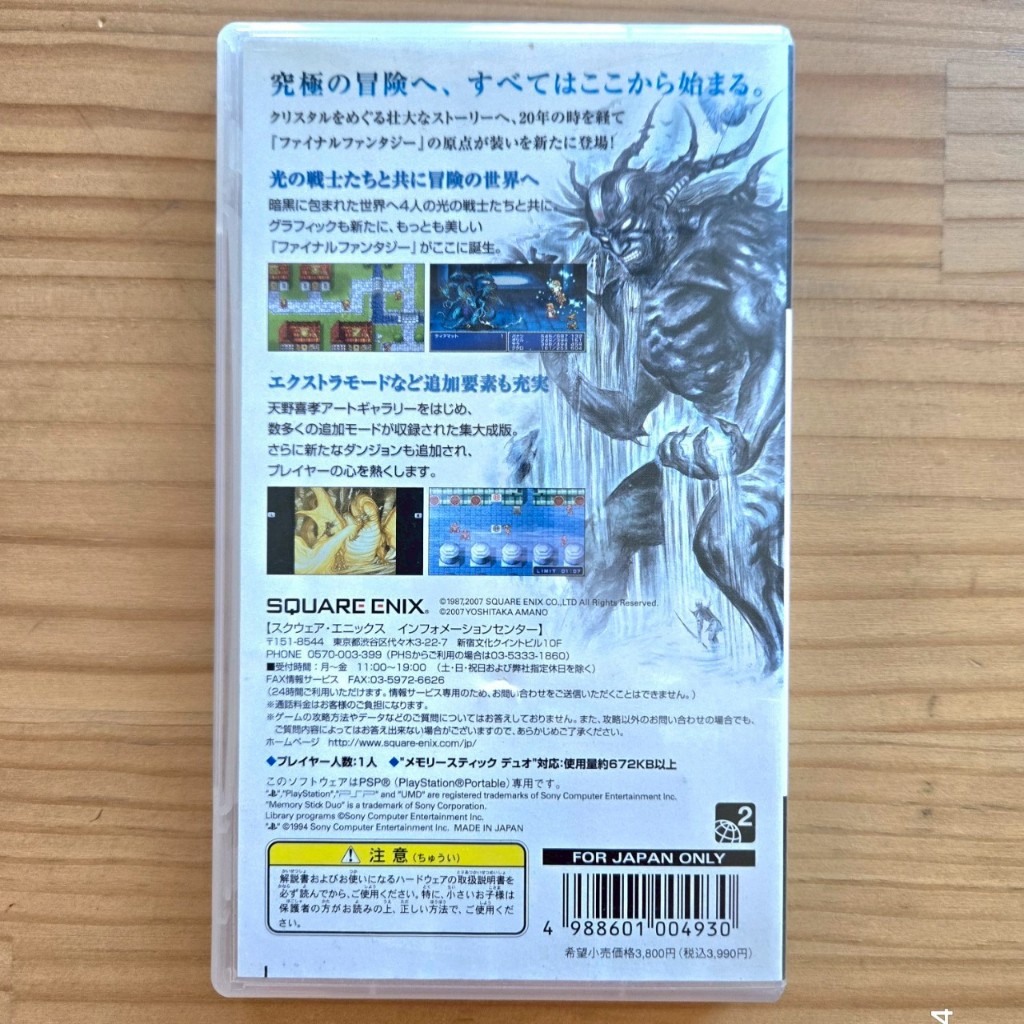 究極の冒険へ、すべてはここから始まる。
クリスタルをめぐる壮大なストーリーへ、20年の時を経て
『ファイナルファンタジー』の原点が装いを新たに登場!
光の戦士たちと共に冒険の世界へ
暗黒に包まれた世界へ4人の光の戦士たちと共に。
グラフィックも新たに、もっとも美しい
『ファイナルファンタジー』がここに誕生。
ティアマット
エクストラモードなど追加要素も充実
天野喜孝アートギャラリーをはじめ、
数多くの追加モードが収録された集大成版。
さらに新たなダンジョンも追加され、
プレイヤーの心を熱くします。
SQUARE ENIX.
©1987,2007 SQUARE ENIX CO.,LTD All Rights Reserved.
©2007 YOSHITAKA AMANO
【スクウェア・エニックス インフォメーションセンター】
〒151-8544 東京都渋谷区代々木3-22-7 新宿文化クイントビル10F
PHONE 0570-003-399(PHSからご利用の場合は03-5333-1860)
■受付時間:月〜金 11:00〜19:00 (土・日・祝日および弊社指定休日を除く)
FAX情報サービス FAX:03-5972-6626
(24時間ご利用いただけます。情報サービス専用のため、お問い合わせをご送信いただくことはできません。)
※通話料金はお客様のご負担になります。
※ゲームの攻略方法やデータなどのご質問についてはお答えしておりません。また、攻略以外のお問い合わせの場合でも、
ご質問内容によってはお答え出来ない場合がございますので、あらかじめご了承ください。
ホームページ http://www.square-enix.com/jp/
◆プレイヤー人数:1人 ◆"メモリースティック デュオ"対応:使用量約672KB以上
このソフトウェアはPSP®(PlayStation®Portable)専用です。
" ","PlayStation","PSP" and "UMD" are registered trademarks of Sony Computer Entertainment Inc.
"Memory Stick Duo" is a trademark of Sony Corporation.
Library programs ©Sony Computer Entertainment Inc.
" " ©1994 Sony Computer Entertainment Inc. MADE IN JAPAN
2
注意(ちゅうい)
解説書およびお使いになるハードウェアの取扱説明書を
必ず読んでから、ご使用ください。特に、小さいお子様は
保護者の方がお読みの上、正しい方法で、ご使用くだ
さい。
FOR JAPAN ONLY
4 988601 004930
希望小売価格3,800円(税込3,990円)
4